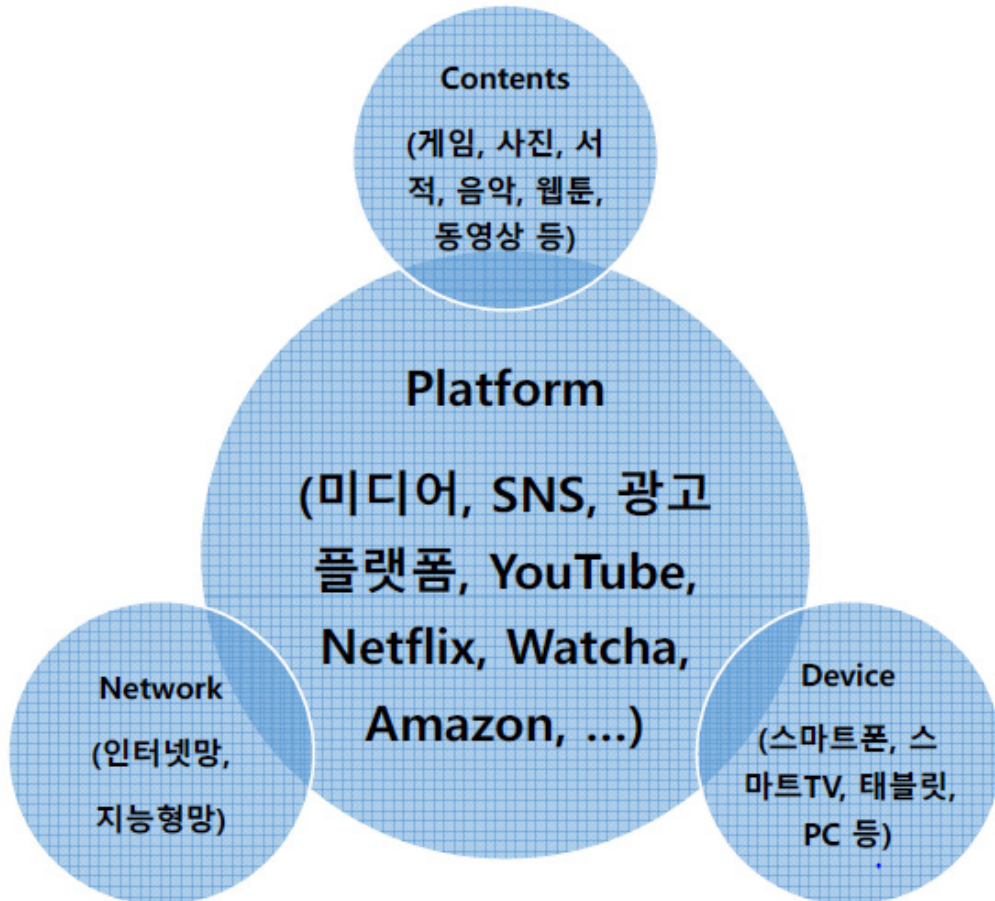 Contents
(게임, 사진, 서
적, 음악, 웹툰,
동영상 등)
Platform
(미디어, SNS, 광고
플랫폼, YouTube,
Netflix, Watcha,
Amazon, ...)
Network
(인터넷망,
지능형망)
Device
(스마트폰, 스
마트TV, 태블릿,
PC 등)